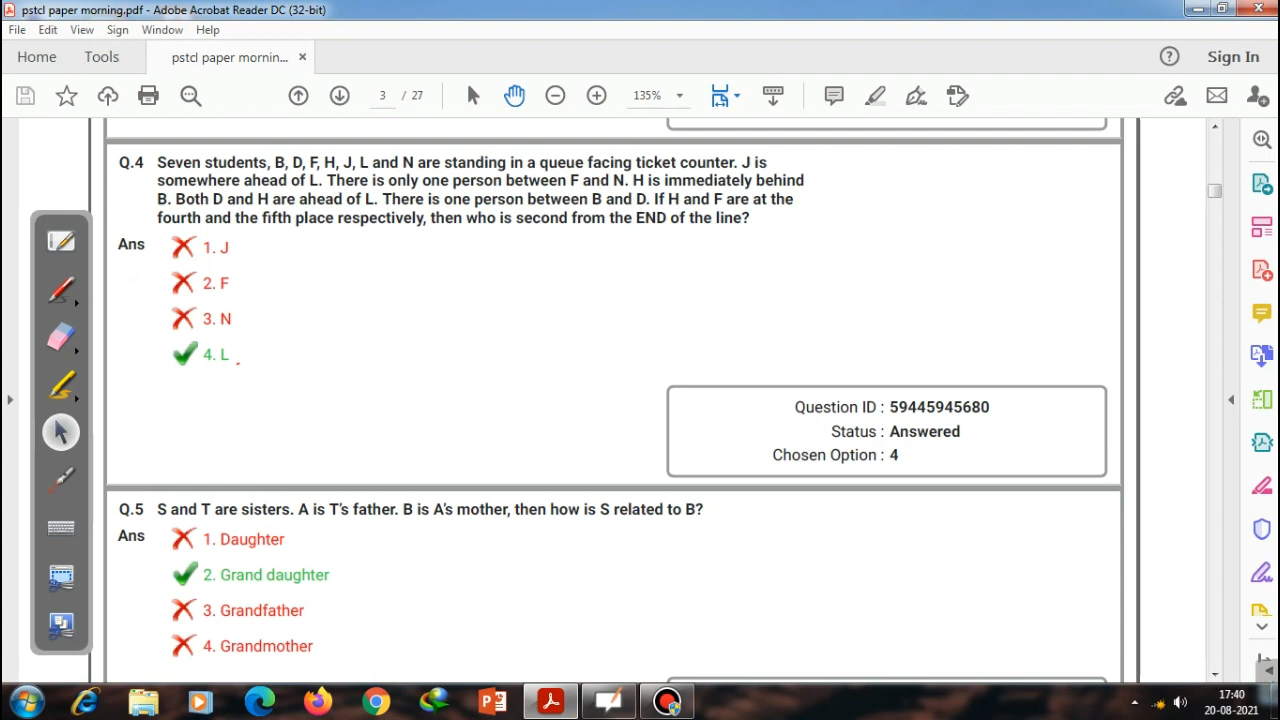 pstcl paper morning.pdf - Adobe Acrobat Reader DC (32-bit)
File Edit View Sign Window Help
Home Tools pstcl paper mornin... × ? Sign In
3 / 27 135%
Q.4 Seven students, B, D, F, H, J, L and N are standing in a queue facing ticket counter. J is
somewhere ahead of L. There is only one person between F and N. H is immediately behind
B. Both D and H are ahead of L. There is one person between B and D. If H and F are at the
fourth and the fifth place respectively, then who is second from the END of the line?
Ans 1. J
2. F
3. N
4. L
Question ID : 59445945680
Status : Answered
Chosen Option : 4
Q.5 S and T are sisters. A is T's father. B is A's mother, then how is S related to B?
Ans 1. Daughter
2. Grand daughter
3. Grandfather
4. Grandmother
17:40
20-08-2021